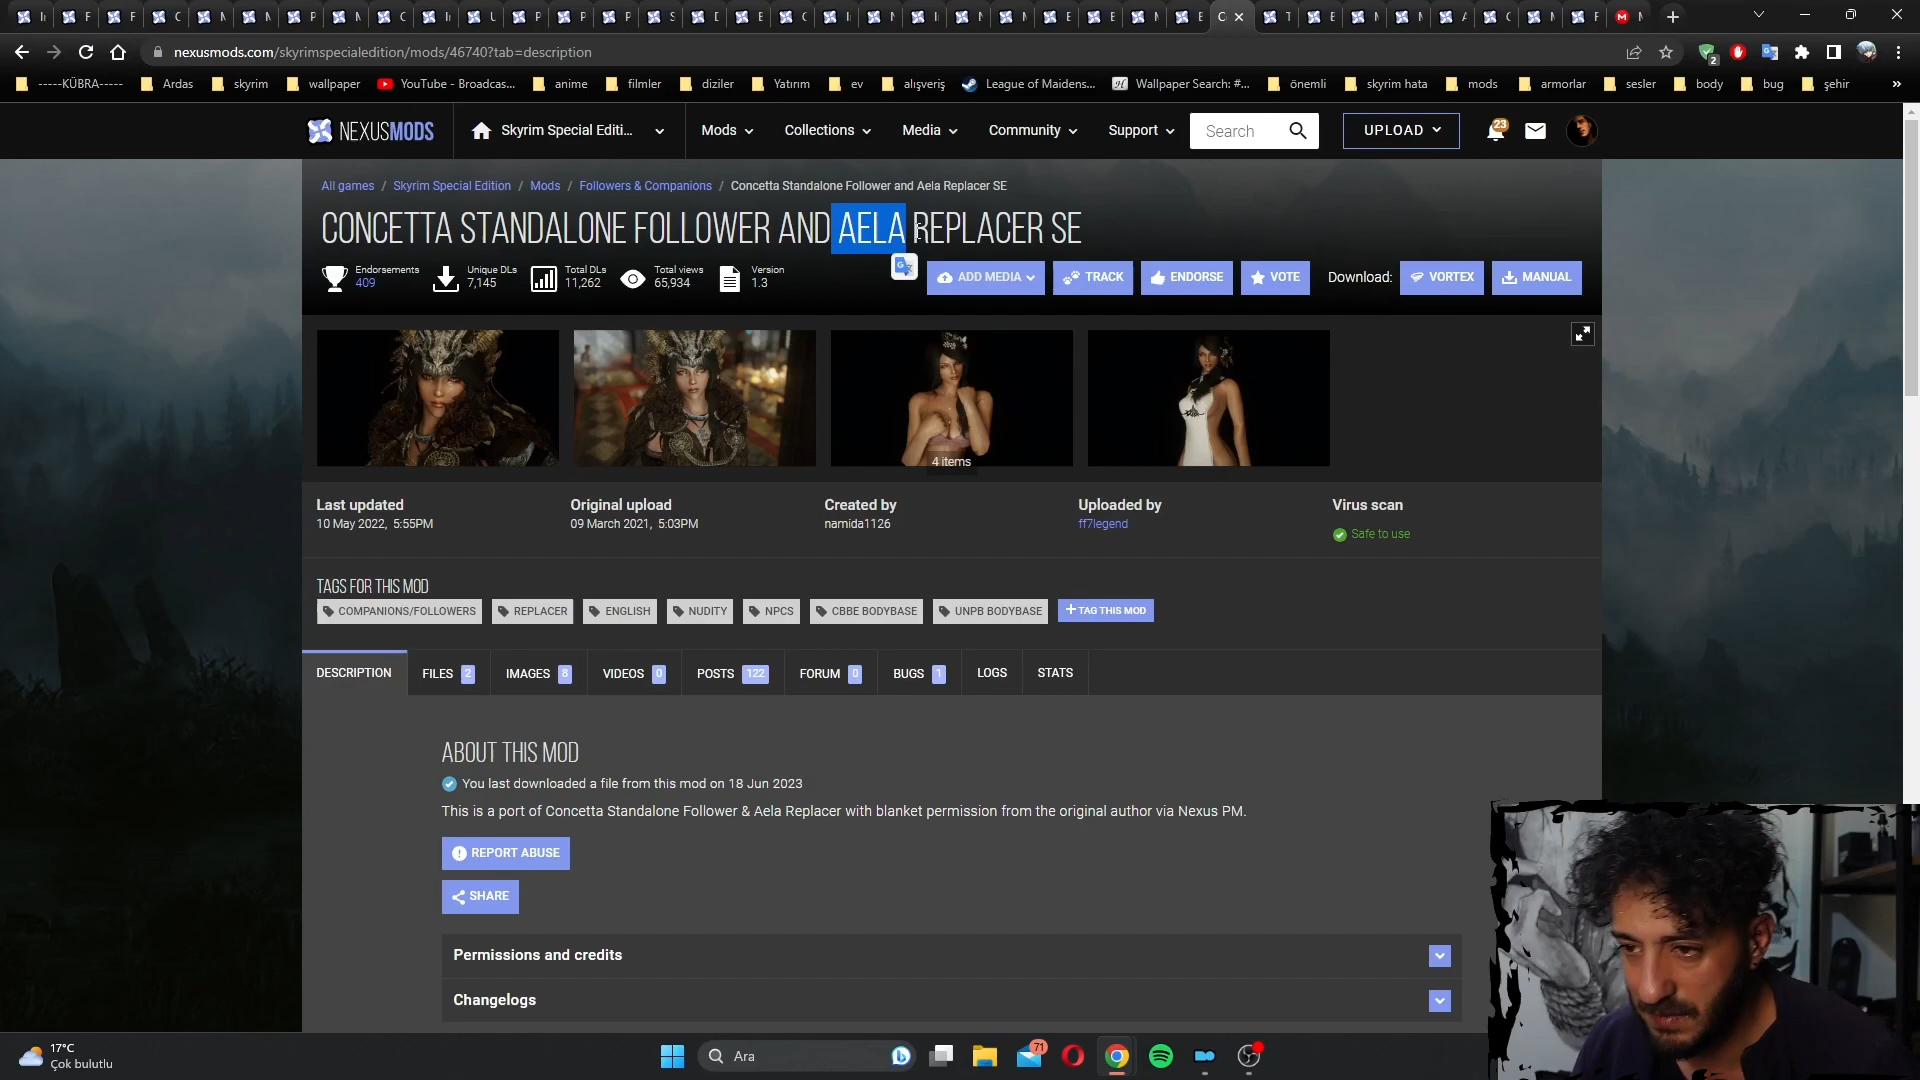 nexusmods.com/skyrimspecialedition/mods/46740?tab=description
-----KÜBRA-----
Ardas
skyrim
wallpaper
YouTube - Broadcas...
anime
filmler
diziler
Yatırım
ev
alışveriş
League of Maidens...
Wallpaper Search: #...
önemli
skyrim hata
mods
armorlar
sesler
body
bug
şehir
NEXUSMODS
Skyrim Special Editi...
Mods
Collections
Media
Community
Support
Search
UPLOAD
23
All games / Skyrim Special Edition / Mods / Followers & Companions / Concetta Standalone Follower and Aela Replacer SE
CONCETTA STANDALONE FOLLOWER AND AELA REPLACER SE
Endorsements
409
Unique DLs
7,145
Total DLs
11,262
Total views
65,934
Version
1.3
ADD MEDIA
TRACK
ENDORSE
VOTE
Download:
VORTEX
MANUAL
4 items
Last updated
10 May 2022, 5:55PM
Original upload
09 March 2021, 5:03PM
Created by
namida1126
Uploaded by
ff7legend
Virus scan
Safe to use
TAGS FOR THIS MOD
COMPANIONS/FOLLOWERS
REPLACER
ENGLISH
NUDITY
NPCS
CBBE BODYBASE
UNPB BODYBASE
+ TAG THIS MOD
DESCRIPTION
FILES 2
IMAGES 8
VIDEOS 0
POSTS 122
FORUM 0
BUGS 1
LOGS
STATS
ABOUT THIS MOD
You last downloaded a file from this mod on 18 Jun 2023
This is a port of Concetta Standalone Follower & Aela Replacer with blanket permission from the original author via Nexus PM.
REPORT ABUSE
SHARE
Permissions and credits
Changelogs
17°C
Çok bulutlu
Ara
71